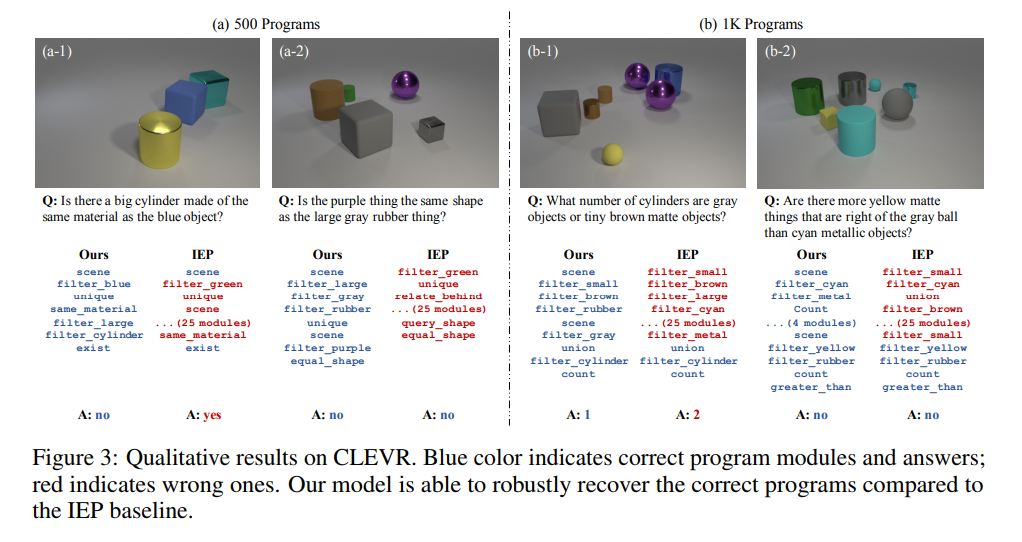 (a) 500 Programs
(b) 1K Programs
(a-1)
(a-2)
(b-1)
(b-2)
Q: Is there a big cylinder made of the
same material as the blue object?
Q: Is the purple thing the same shape
as the large gray rubber thing?
Q: What number of cylinders are gray
objects or tiny brown matte objects?
Q: Are there more yellow matte
things that are right of the gray ball
than cyan metallic objects?
Ours
scene
filter_blue
unique
same_material
filter_large
filter_cylinder
exist
A: no
IEP
scene
filter_green
unique
scene
...(25 modules)
same_material
exist
A: yes
Ours
scene
filter_large
filter_gray
filter_rubber
unique
scene
filter_purple
equal_shape
A: no
IEP
filter_green
unique
relate_behind
...(25 modules)
query_shape
equal_shape
A: no
Ours
scene
filter_small
filter_brown
filter_rubber
scene
filter_gray
union
filter_cylinder
count
A: 1
IEP
filter_small
filter_brown
filter_large
filter_cyan
...(25 modules)
filter_metal
union
filter_cylinder
count
A: 2
Ours
scene
filter_cyan
filter_metal
Count
...(4 modules)
scene
filter_yellow
filter_rubber
count
greater_than
A: no
IEP
filter_small
filter_cyan
union
filter_brown
...(25 modules)
filter_small
filter_yellow
filter_rubber
count
greater_than
A: no
Figure 3: Qualitative results on CLEVR. Blue color indicates correct program modules and answers;
red indicates wrong ones. Our model is able to robustly recover the correct programs compared to
the IEP baseline.